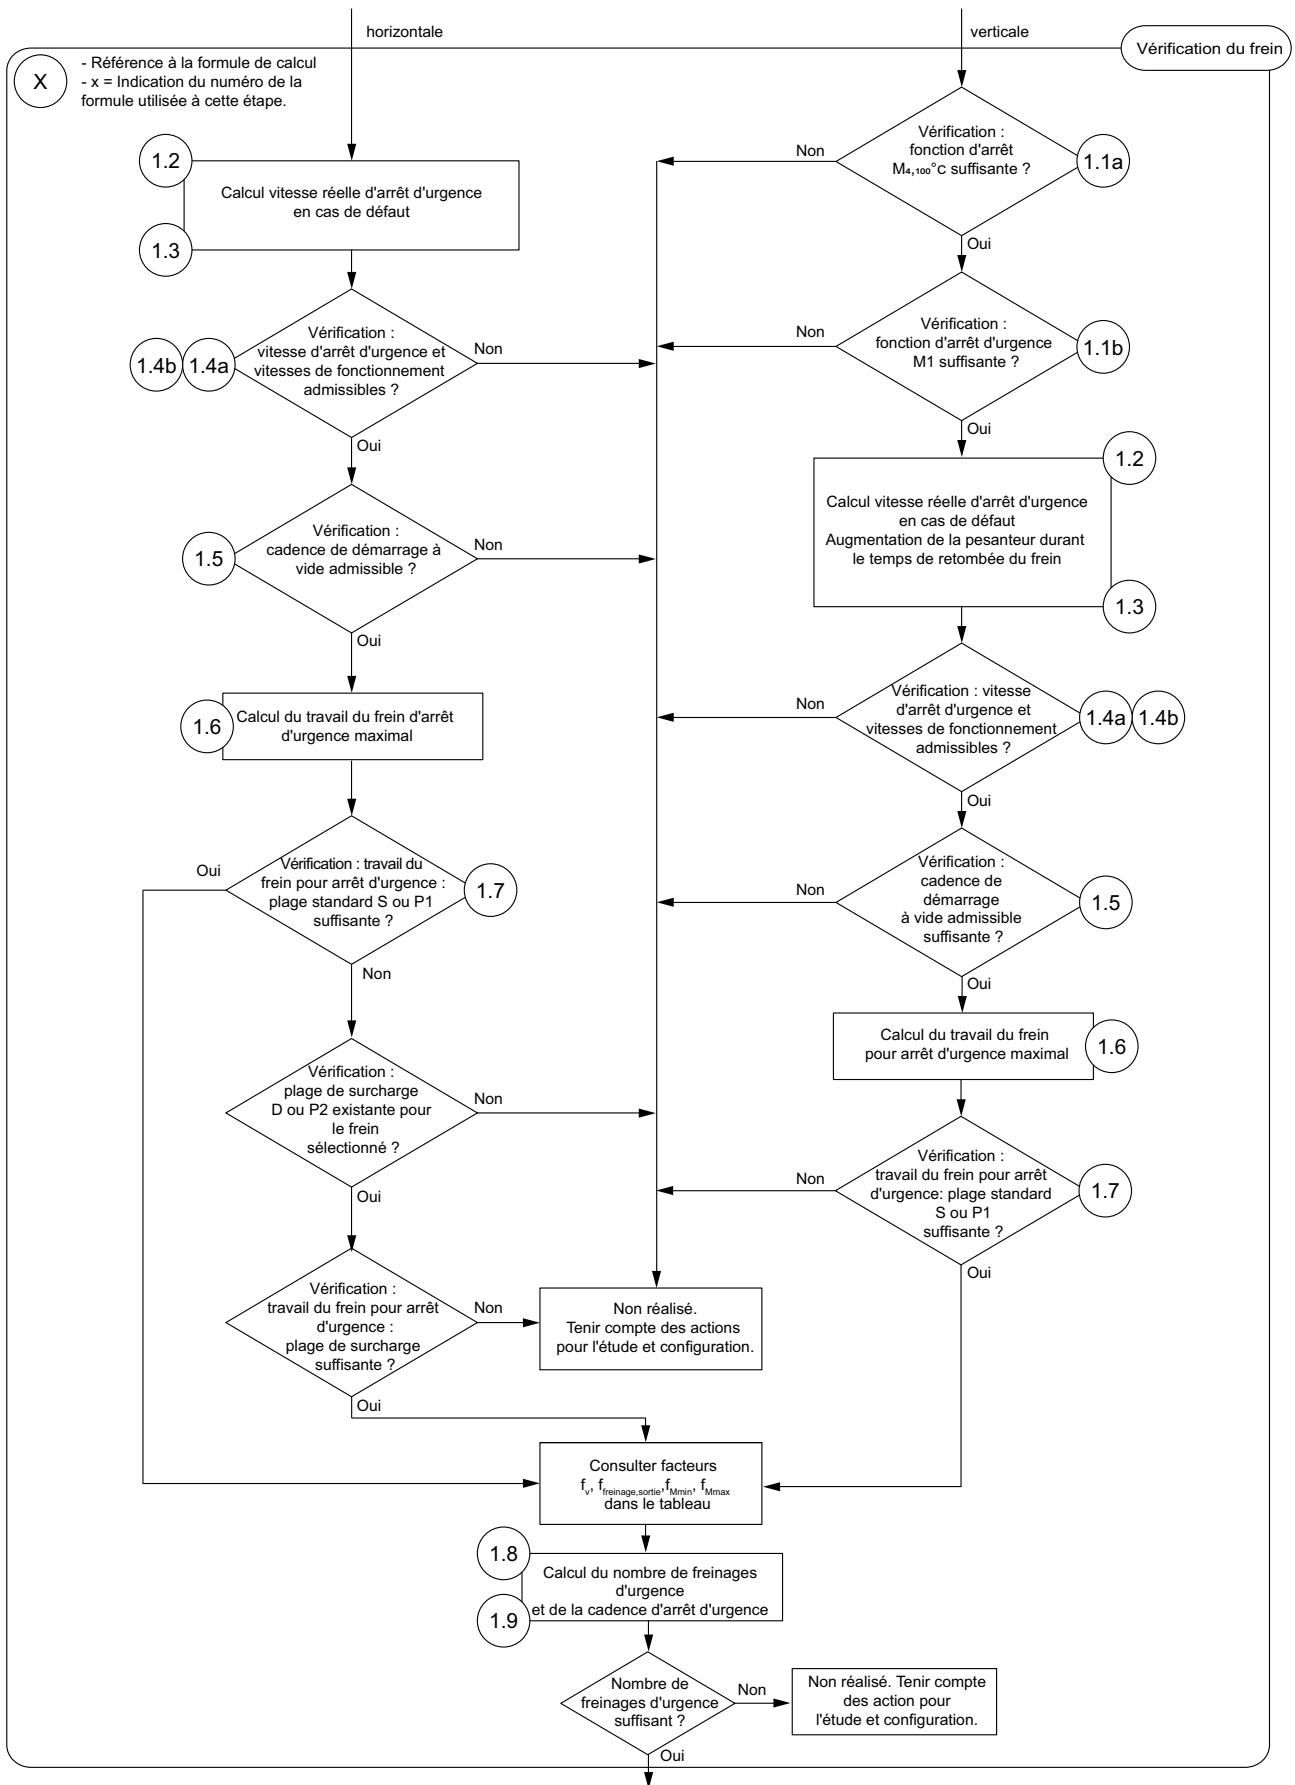 horizontale
verticale
Vérification du frein
X
- Référence à la formule de calcul
- x = Indication du numéro de la
formule utilisée à cette étape.
1.2
Calcul vitesse réelle d'arrêt d'urgence
en cas de défaut
1.3
Vérification :
vitesse d'arrêt d'urgence et
vitesses de fonctionnement
admissibles ?
1.4b
1.4a
Non
Oui
Vérification :
cadence de démarrage à
vide admissible ?
1.5
Non
Oui
1.6
Calcul du travail du frein d'arrêt
d'urgence maximal
Oui
Vérification : travail du
frein pour arrêt d'urgence :
plage standard S ou P1
suffisante ?
1.7
Non
Vérification :
plage de surcharge
D ou P2 existante pour
le frein
sélectionné ?
Non
Oui
Vérification :
travail du frein pour arrêt
d'urgence :
plage de surcharge
suffisante ?
Non
Oui
Vérification :
fonction d'arrêt
M₄,₁₀₀°C suffisante ?
1.1a
Non
Oui
Vérification :
fonction d'arrêt d'urgence
M1 suffisante ?
1.1b
Non
Oui
1.2
Calcul vitesse réelle d'arrêt d'urgence
en cas de défaut
Augmentation de la pesanteur durant
le temps de retombée du frein
1.3
Vérification : vitesse
d'arrêt d'urgence et
vitesses de fonctionnement
admissibles ?
1.4a
1.4b
Non
Oui
Vérification :
cadence de
démarrage
à vide admissible
suffisante ?
1.5
Non
Oui
Calcul du travail du frein
pour arrêt d'urgence maximal
1.6
Vérification :
travail du frein pour arrêt
d'urgence: plage standard
S ou P1
suffisante ?
1.7
Non
Oui
Non réalisé.
Tenir compte des actions
pour l'étude et configuration.
Consulter facteurs
fv, ffreinage,sortie,fMmin, fMmax
dans le tableau
1.8
Calcul du nombre de freinages
d'urgence
et de la cadence d'arrêt d'urgence
1.9
Nombre de
freinages d'urgence
suffisant ?
Non
Non réalisé. Tenir compte
des action pour
l'étude et configuration.
Oui